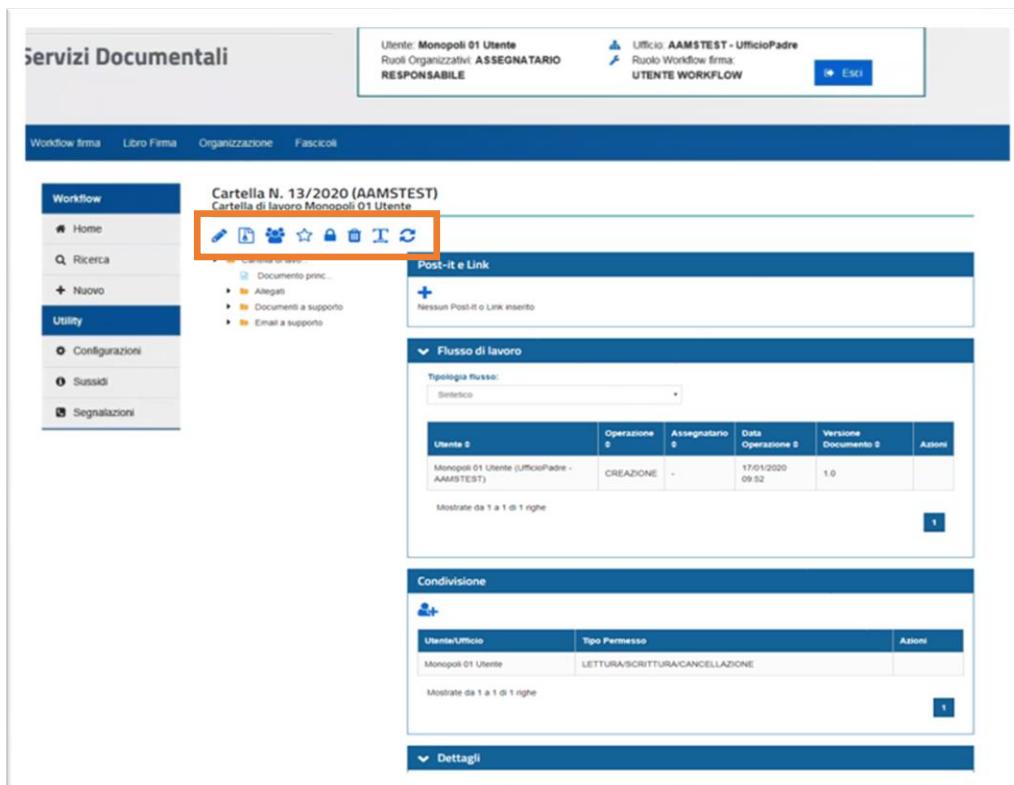 Servizi Documentali
Utente: Monopoli 01 Utente
Ruoli Organizzativi: ASSEGNATARIO
RESPONSABILE
Ufficio: AAMSTEST - UfficioPadre
Ruolo Workflow firma:
UTENTE WORKFLOW
Esci
Workflow firma Libro Firma Organizzazione Fascicoli
Workflow
Home
Ricerca
Nuovo
Utility
Configurazioni
Sussidi
Segnalazioni
Cartella N. 13/2020 (AAMSTEST)
Cartella di lavoro Monopoli 01 Utente
Cartella di lavo...
Documento princ...
Allegati
Documenti a supporto
Email a supporto
Post-it e Link
Nessun Post-It o Link inserito
Flusso di lavoro
Tipologia flusso:
Sintetico
Utente Operazione Assegnatario Data Operazione Versione Documento Azioni
Monopoli 01 Utente (UfficioPadre - AAMSTEST) CREAZIONE - 17/01/2020 09:52 1.0
Mostrate da 1 a 1 di 1 righe
1
Condivisione
Utente/Ufficio Tipo Permesso Azioni
Monopoli 01 Utente LETTURA/SCRITTURA/CANCELLAZIONE
Mostrate da 1 a 1 di 1 righe
1
Dettagli